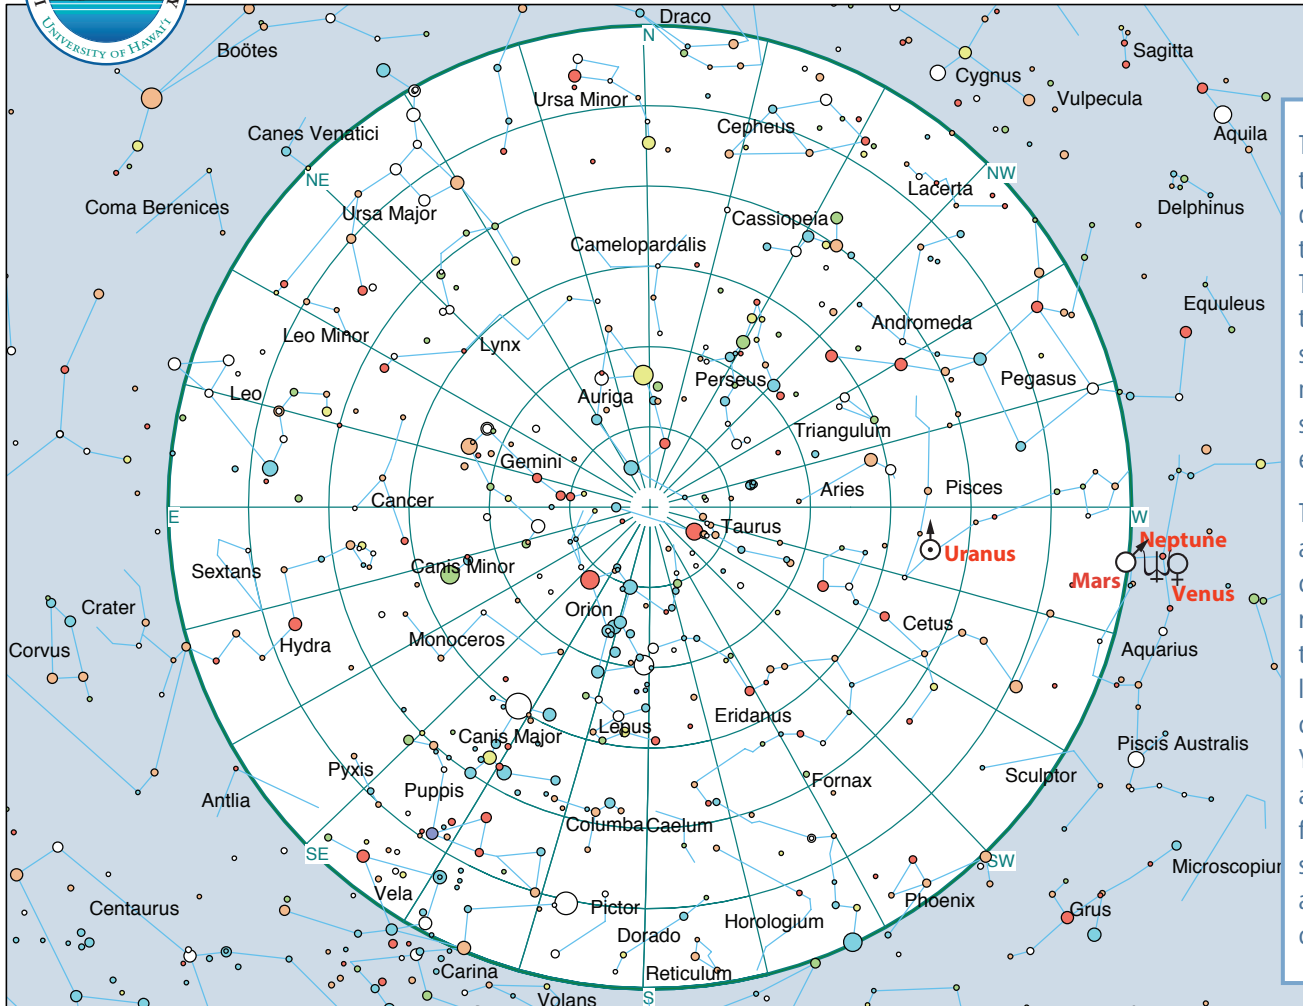 UNIVERSITY OF HAWAI'I
Draco
N
Boötes
Sagitta
Cygnus
Ursa Minor
Vulpecula
Cepheus
Aquila
Canes Venatici
NE
NW
Lacerta
Coma Berenices
Ursa Major
Delphinus
Cassiopeia
Camelopardalis
Equuleus
Andromeda
Leo Minor
Lynx
Perseus
Pegasus
Leo
Auriga
Triangulum
Gemini
Aries
Pisces
Cancer
E
W
Taurus
Neptune
Uranus
Sextans
Canis Minor
Mars
Venus
Crater
Orion
Cetus
Hydra
Monoceros
Corvus
Aquarius
Eridanus
Lepus
Canis Major
Piscis Australis
Pyxis
Sculptor
Puppis
Fornax
Antlia
Columba
Caelum
SE
SW
Microscopiu
Vela
Phoenix
Centaurus
Pictor
Grus
Horologium
Dorado
Carina
Reticulum
Volans
S